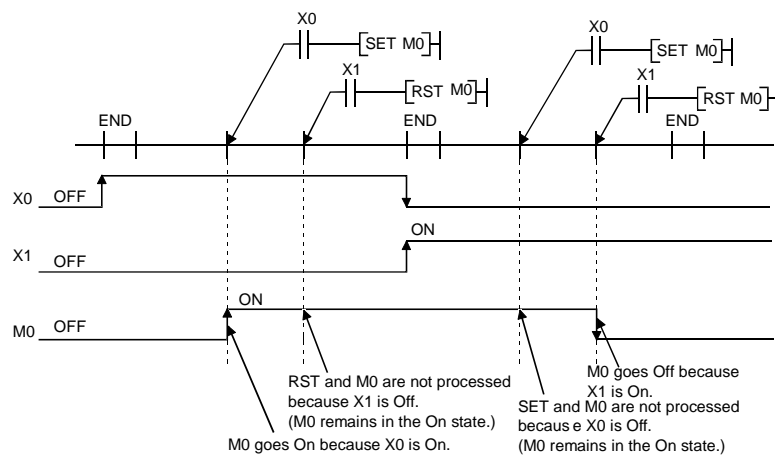 X0
SET M0
X1
RST M0
X0
SET M0
X1
RST M0
END
END
END
X0 OFF
ON
X1 OFF
ON
M0 OFF
RST and M0 are not processed
because X1 is Off.
(M0 remains in the On state.)
M0 goes On because X0 is On.
M0 goes Off because
X1 is On.
SET and M0 are not processed
because X0 is Off.
(M0 remains in the On state.)